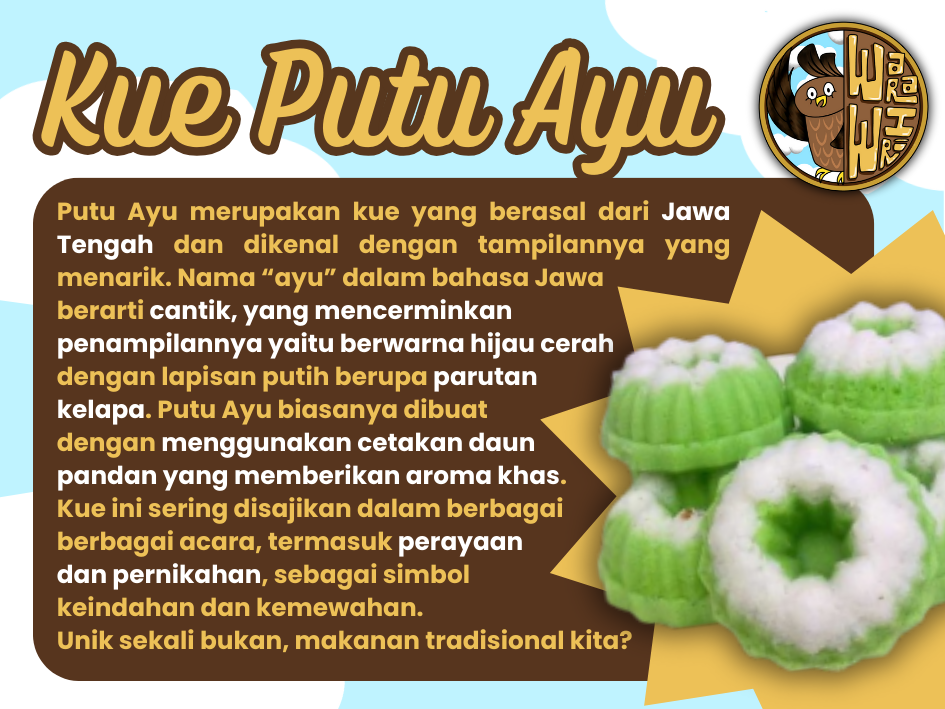 Kue Putu Ayu
WARA
WIRI
Putu Ayu merupakan kue yang berasal dari Jawa
Tengah dan dikenal dengan tampilannya yang
menarik. Nama “ayu” dalam bahasa Jawa
berarti cantik, yang mencerminkan
penampilannya yaitu berwarna hijau cerah
dengan lapisan putih berupa parutan
kelapa. Putu Ayu biasanya dibuat
dengan menggunakan cetakan daun
pandan yang memberikan aroma khas.
Kue ini sering disajikan dalam berbagai
berbagai acara, termasuk perayaan
dan pernikahan, sebagai simbol
keindahan dan kemewahan.
Unik sekali bukan, makanan tradisional kita?